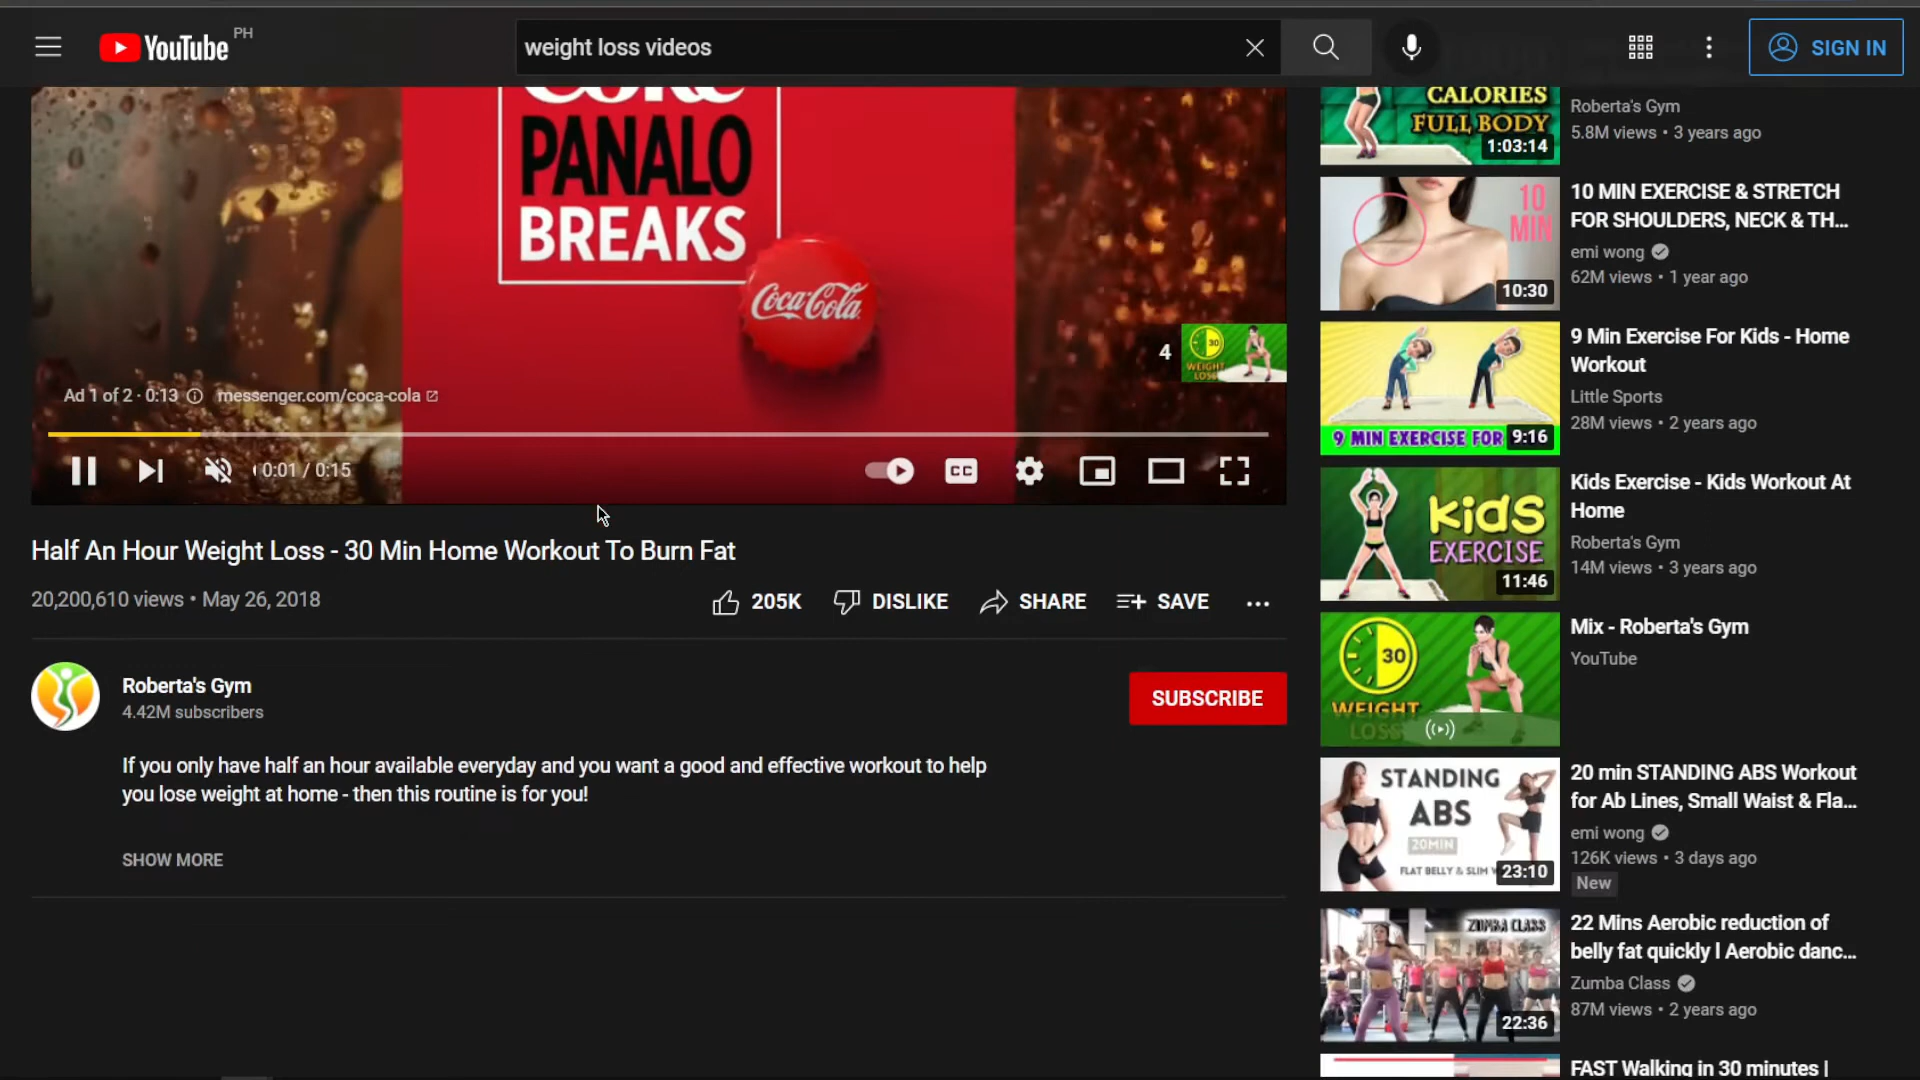 YouTube PH
weight loss videos
SIGN IN
COKE
PANALO
BREAKS
Coca-Cola
4
30
WEIGHT
LOSS
Ad 1 of 2 · 0:13 messenger.com/coca-cola
0:01 / 0:15
CC
Half An Hour Weight Loss - 30 Min Home Workout To Burn Fat
20,200,610 views • May 26, 2018
205K DISLIKE SHARE SAVE
Roberta's Gym
4.42M subscribers
SUBSCRIBE
If you only have half an hour available everyday and you want a good and effective workout to help
you lose weight at home - then this routine is for you!
SHOW MORE
CALORIES
FULL BODY
1:03:14
Roberta's Gym
5.8M views • 3 years ago
10
MIN
10:30
10 MIN EXERCISE & STRETCH
FOR SHOULDERS, NECK & TH...
emi wong
62M views • 1 year ago
9 MIN EXERCISE FOR
9:16
9 Min Exercise For Kids - Home
Workout
Little Sports
28M views • 2 years ago
Kids
EXERCISE
11:46
Kids Exercise - Kids Workout At
Home
Roberta's Gym
14M views • 3 years ago
30
WEIGHT
LOSS
Mix - Roberta's Gym
YouTube
STANDING
ABS
20MIN
FLAT BELLY & SLIM
23:10
20 min STANDING ABS Workout
for Ab Lines, Small Waist & Fla...
emi wong
126K views • 3 days ago
New
ZUMBA CLASS
22:36
22 Mins Aerobic reduction of
belly fat quickly l Aerobic danc...
Zumba Class
87M views • 2 years ago
FAST Walking in 30 minutes |